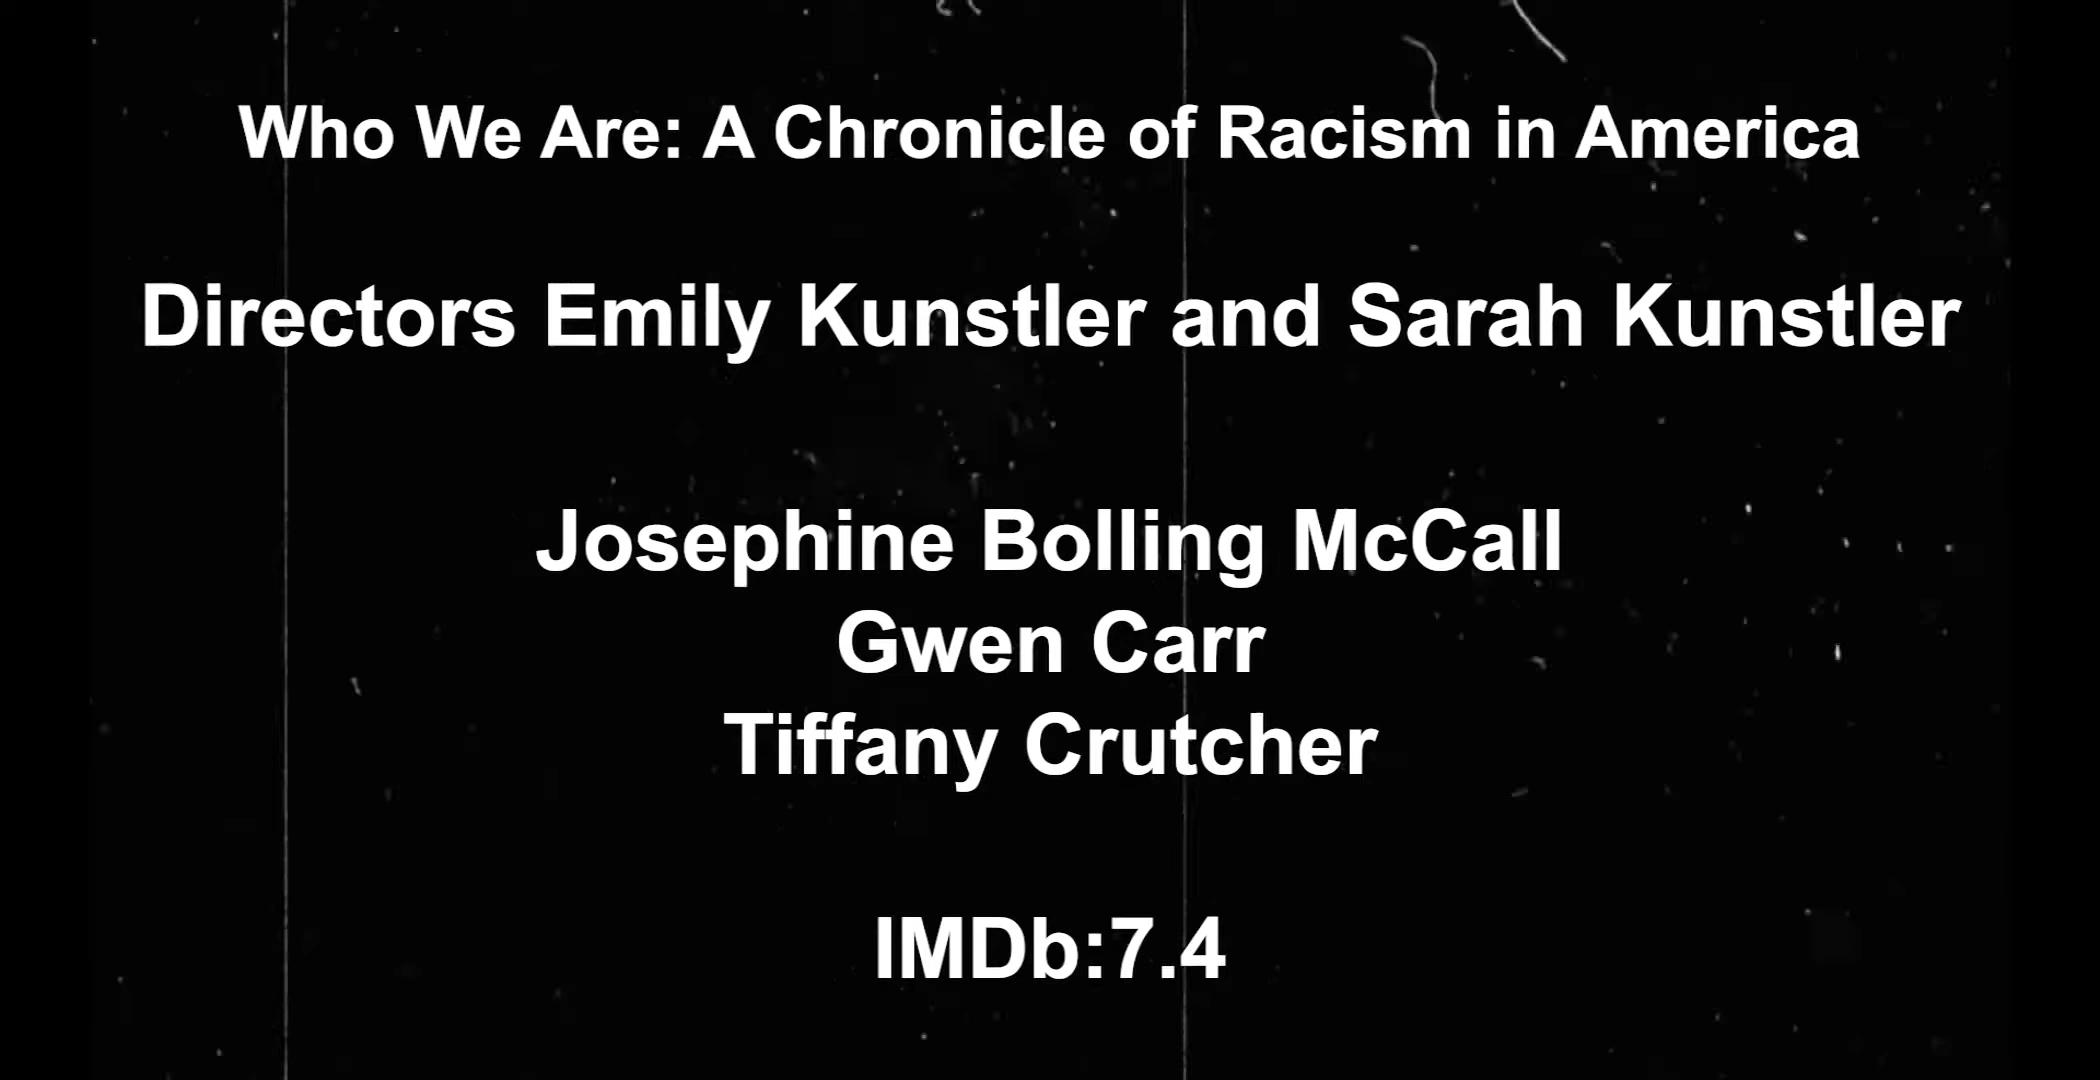 Who We Are: A Chronicle of Racism in America
Directors Emily Kunstler and Sarah Kunstler
Josephine Bolling McCall
Gwen Carr
Tiffany Crutcher
IMDb:7.4